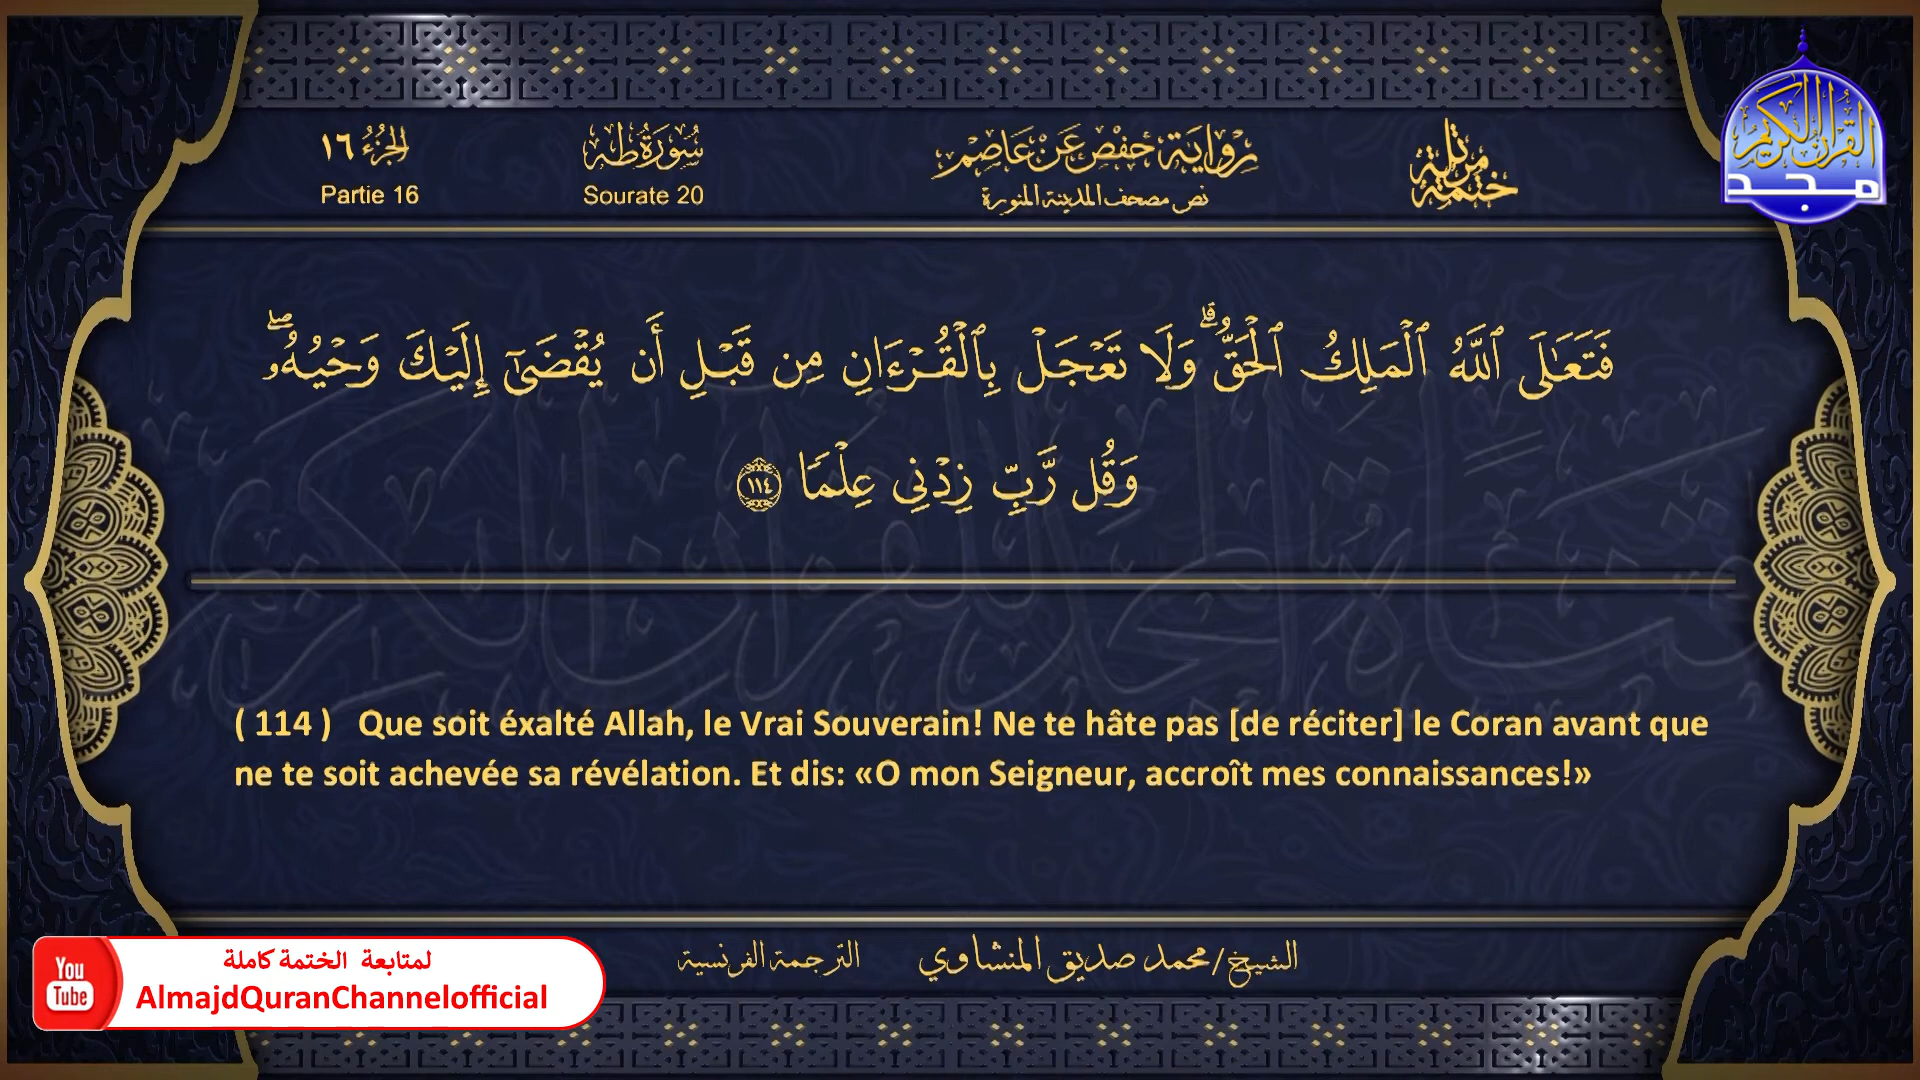 الجزء ١٦
Partie 16
سورة طه
Sourate 20
رواية حفص عن عاصم
نص مصحف المدينة المنورة
ختمة مرتلة
القرآن الكريم
مجد
فَتَعَٰلَى ٱللَّهُ ٱلْمَلِكُ ٱلْحَقُّ ۗ وَلَا تَعْجَلْ بِٱلْقُرْءَانِ مِن قَبْلِ أَن يُقْضَىٰٓ إِلَيْكَ وَحْيُهُۥ ۖ
وَقُل رَّبِّ زِدْنِى عِلْمًا ١١٤
( 114 ) Que soit éxalté Allah, le Vrai Souverain! Ne te hâte pas [de réciter] le Coran avant que
ne te soit achevée sa révélation. Et dis: «O mon Seigneur, accroît mes connaissances!»
الشيخ/محمد صديق المنشاوي
الترجمة الفرنسية
You
Tube
لمتابعة الختمة كاملة
AlmajdQuranChannelofficial